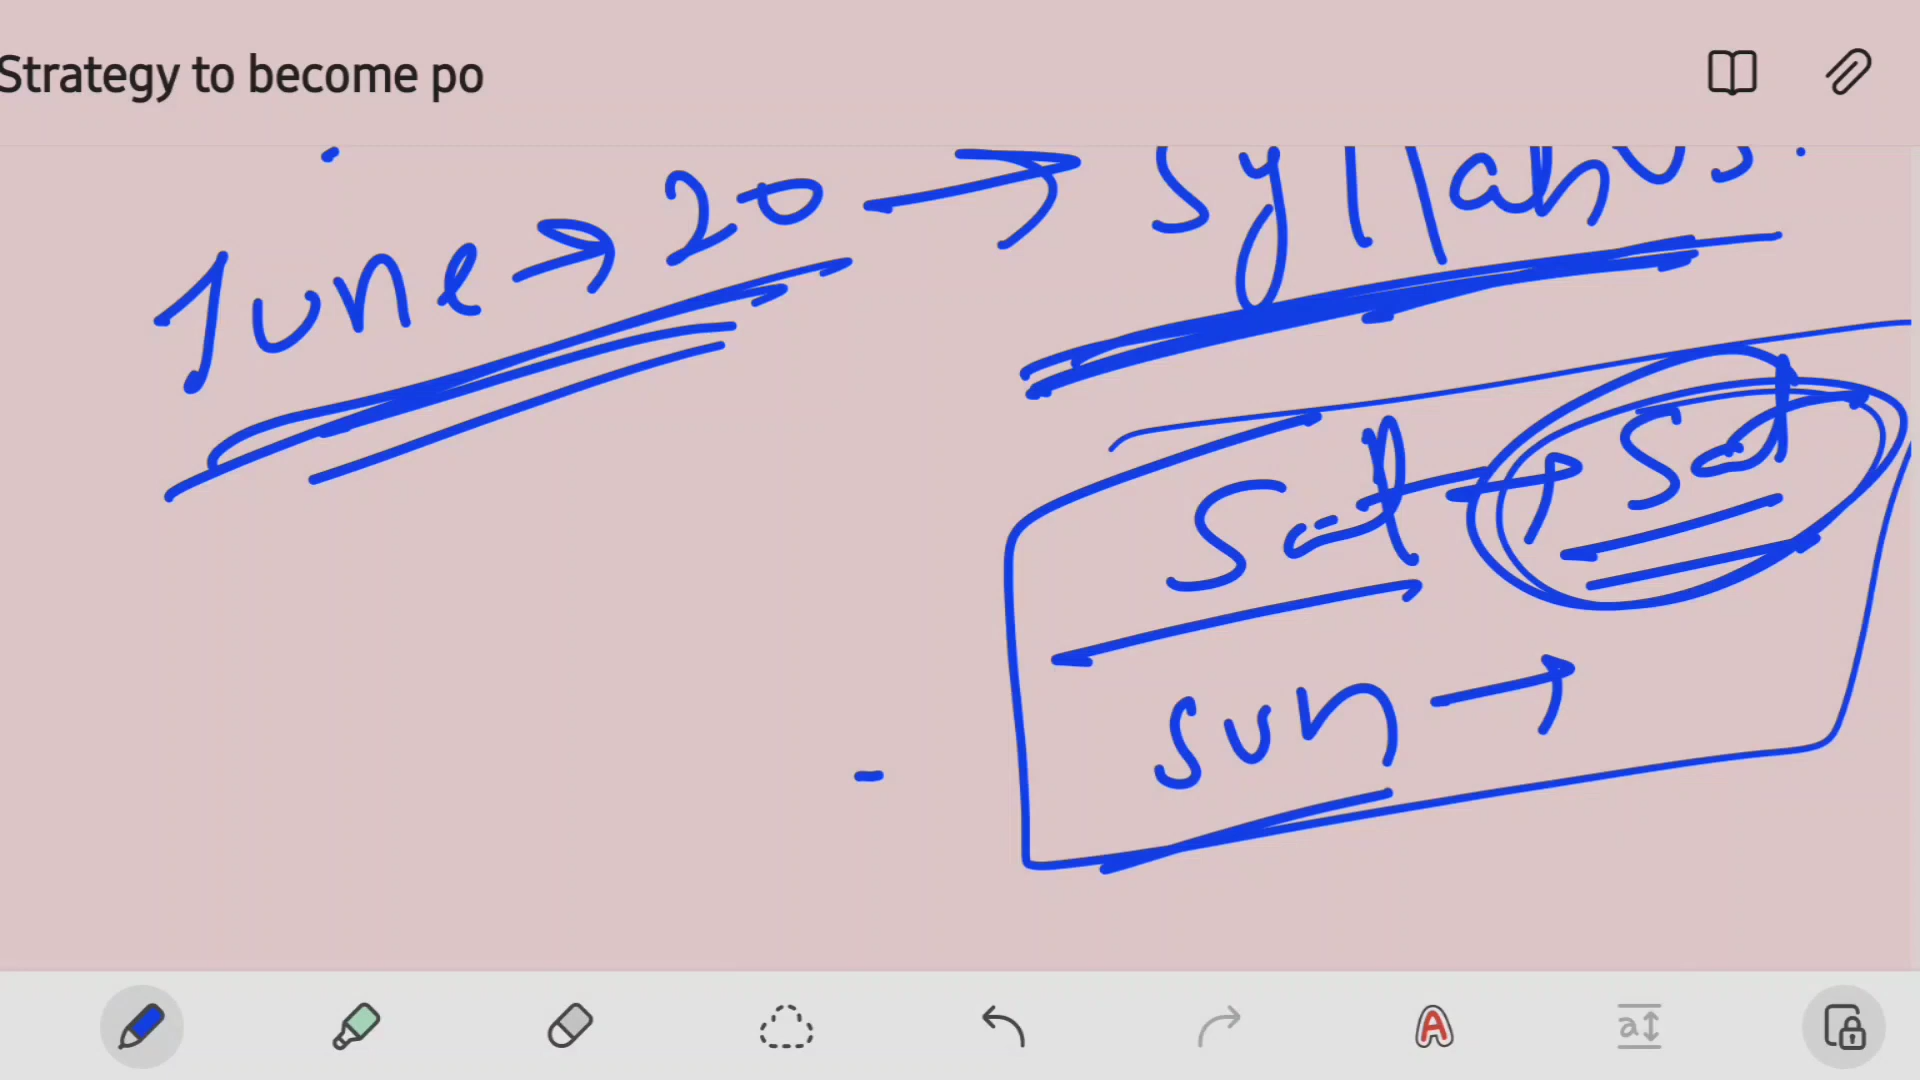 Strategy to become po
June → 20 → Syllabus.
Sat → Sat
Sun →
-